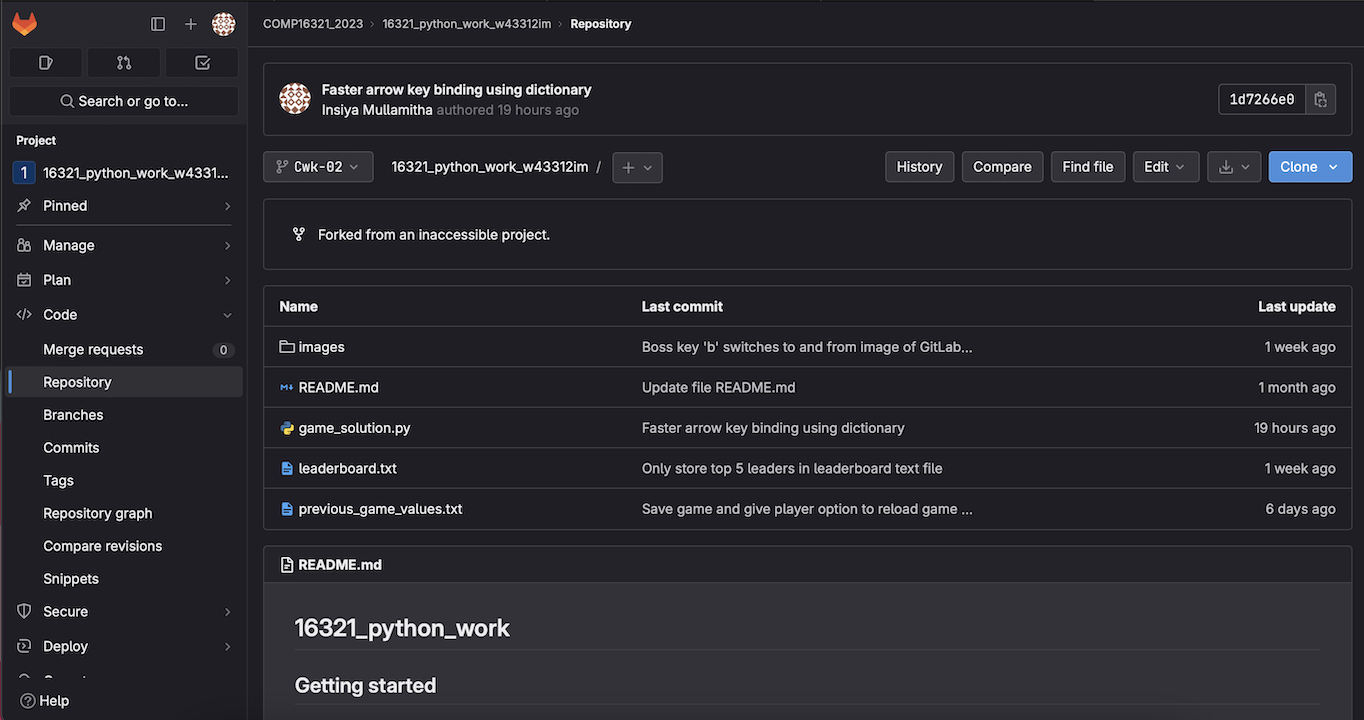 COMP16321_2023 › 16321_python_work_w43312im › Repository
Search or go to...
Project
1 16321_python_work_w4331...
Pinned
Manage
Plan
Code
Merge requests 0
Repository
Branches
Commits
Tags
Repository graph
Compare revisions
Snippets
Secure
Deploy
Help
Faster arrow key binding using dictionary
Insiya Mullamitha authored 19 hours ago
1d7266e0
Cwk-02 16321_python_work_w43312im / +
History Compare Find file Edit Clone
Forked from an inaccessible project.
Name Last commit Last update
images Boss key 'b' switches to and from image of GitLab... 1 week ago
README.md Update file README.md 1 month ago
game_solution.py Faster arrow key binding using dictionary 19 hours ago
leaderboard.txt Only store top 5 leaders in leaderboard text file 1 week ago
previous_game_values.txt Save game and give player option to reload game ... 6 days ago
README.md
16321_python_work
Getting started